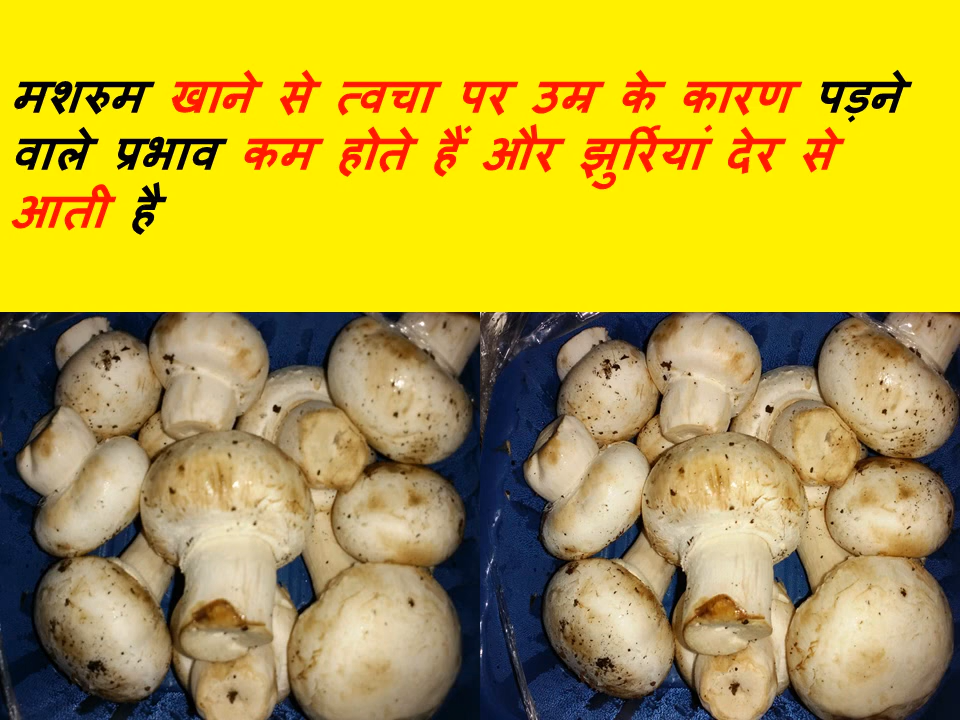 मशरुम खाने से त्वचा पर उम्र के कारण पड़ने
वाले प्रभाव कम होते हैं और झुर्रियां देर से
आती है